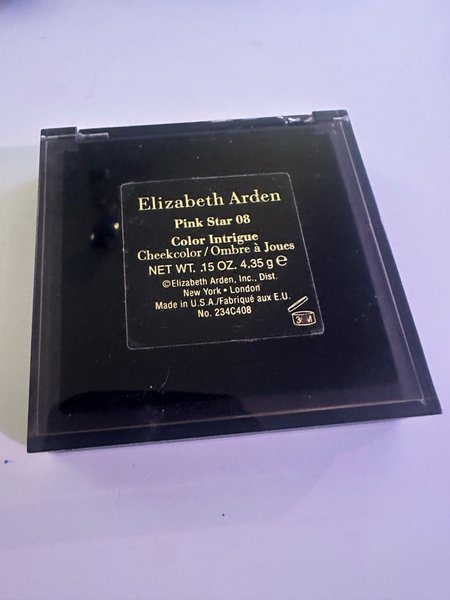 Elizabeth Arden
Pink Star 08
Color Intrigue
Cheekcolor/Ombre à Joues
NET WT. .15 OZ. 4.35 g ℮
©Elizabeth Arden, Inc., Dist.
New York • London
Made in U.S.A./Fabriqué aux E.U.
No. 234C408
36M